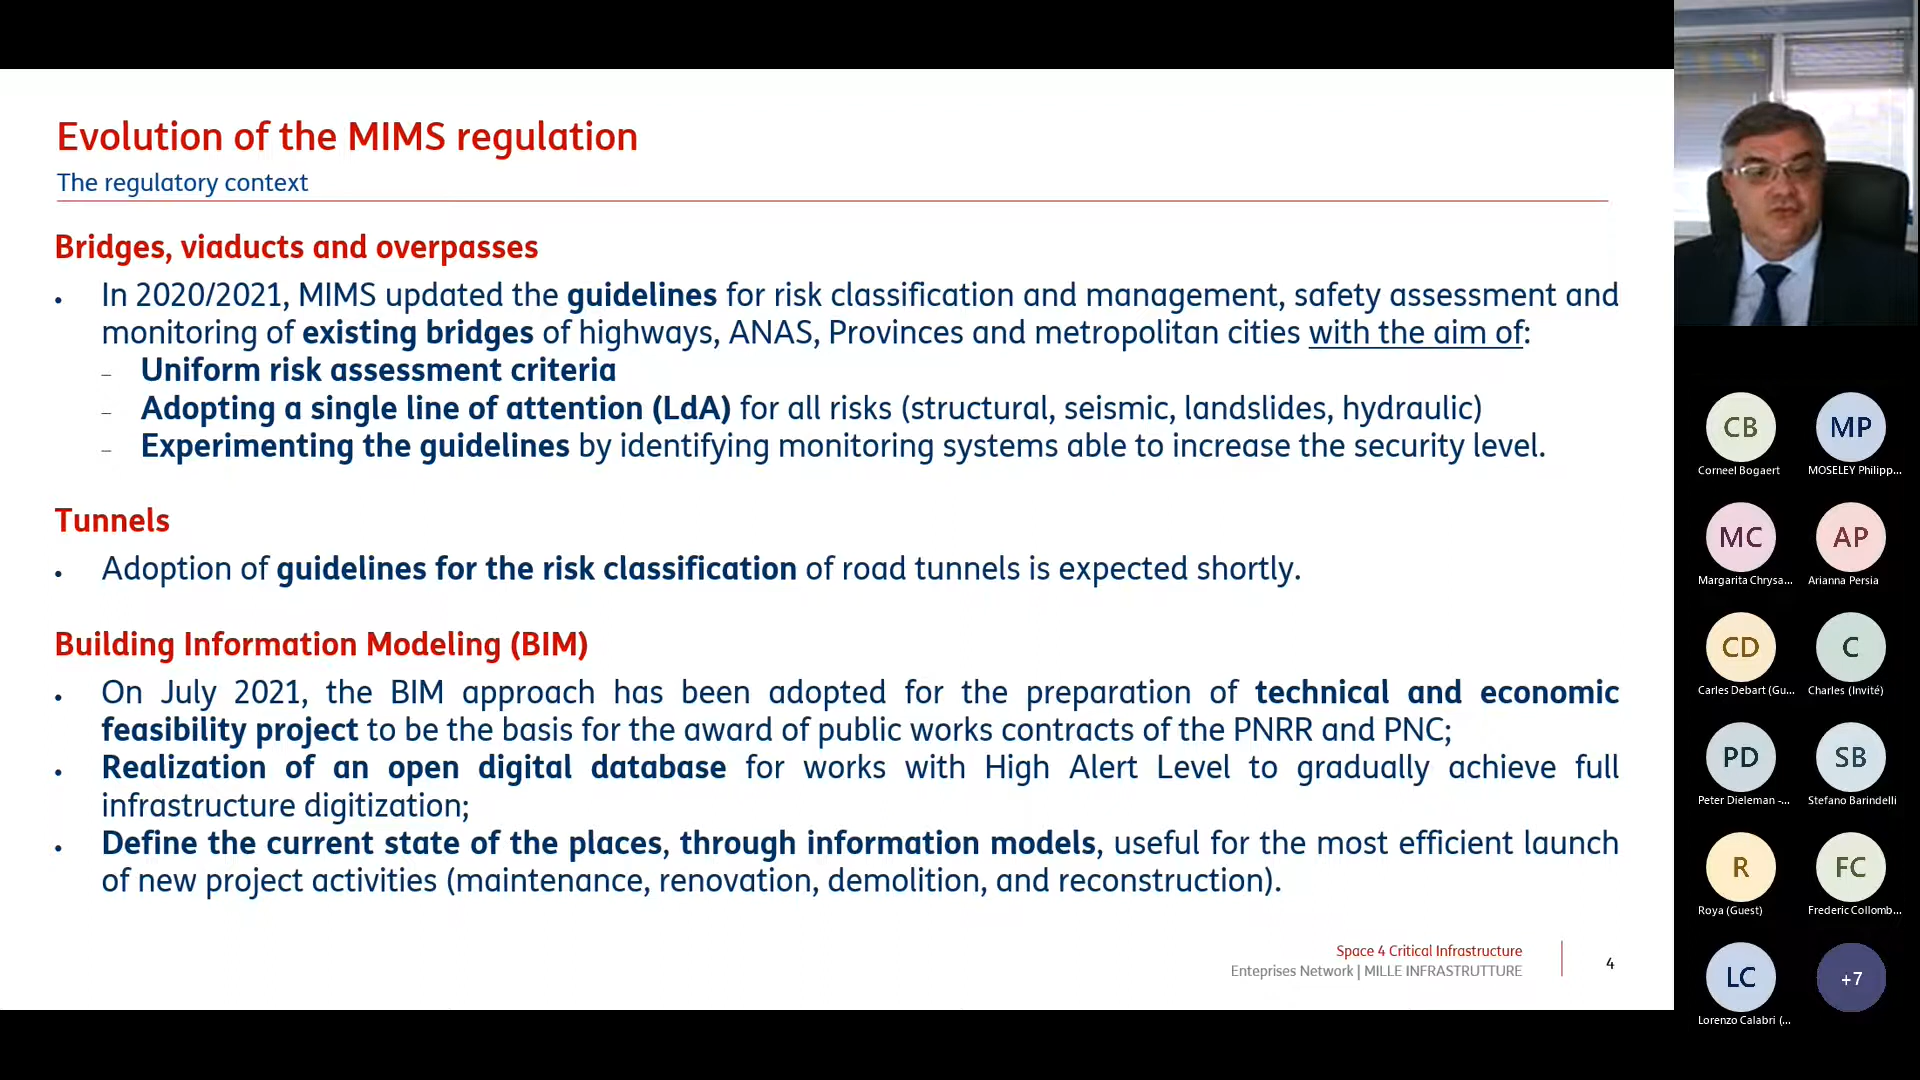 Evolution of the MIMS regulation
The regulatory context
Bridges, viaducts and overpasses
• In 2020/2021, MIMS updated the guidelines for risk classification and management, safety assessment and
monitoring of existing bridges of highways, ANAS, Provinces and metropolitan cities with the aim of:
– Uniform risk assessment criteria
– Adopting a single line of attention (LdA) for all risks (structural, seismic, landslides, hydraulic)
– Experimenting the guidelines by identifying monitoring systems able to increase the security level.
Tunnels
• Adoption of guidelines for the risk classification of road tunnels is expected shortly.
Building Information Modeling (BIM)
• On July 2021, the BIM approach has been adopted for the preparation of technical and economic
feasibility project to be the basis for the award of public works contracts of the PNRR and PNC;
• Realization of an open digital database for works with High Alert Level to gradually achieve full
infrastructure digitization;
• Define the current state of the places, through information models, useful for the most efficient launch
of new project activities (maintenance, renovation, demolition, and reconstruction).
Space 4 Critical Infrastructure
Enteprises Network | MILLE INFRASTRUTTURE
4
CB
Corneel Bogaert
MP
MOSELEY Philipp...
MC
Margarita Chrysa...
AP
Arianna Persia
CD
Carles Debart (Gu...
C
Charles (Invité)
PD
Peter Dieleman -...
SB
Stefano Barindelli
R
Roya (Guest)
FC
Frederic Collomb...
LC
Lorenzo Calabri (...
+7